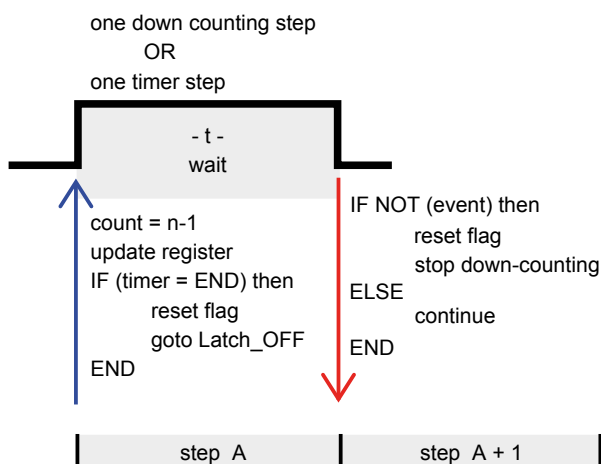 one down counting step
OR
one timer step
- t -
wait
count = n-1
update register
IF (timer = END) then
reset flag
goto Latch_OFF
END
IF NOT (event) then
reset flag
stop down-counting
ELSE
continue
END
step A
step A + 1